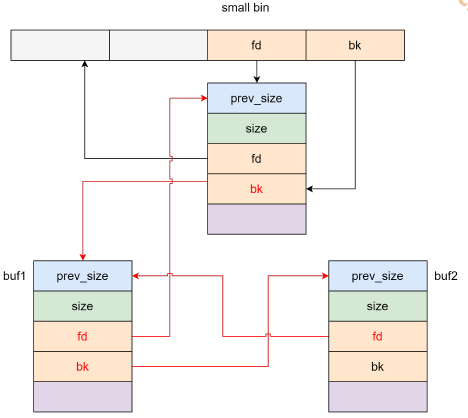 small bin
fd bk
prev_size
size
fd
bk
buf1 prev_size prev_size buf2
size size
fd fd
bk bk